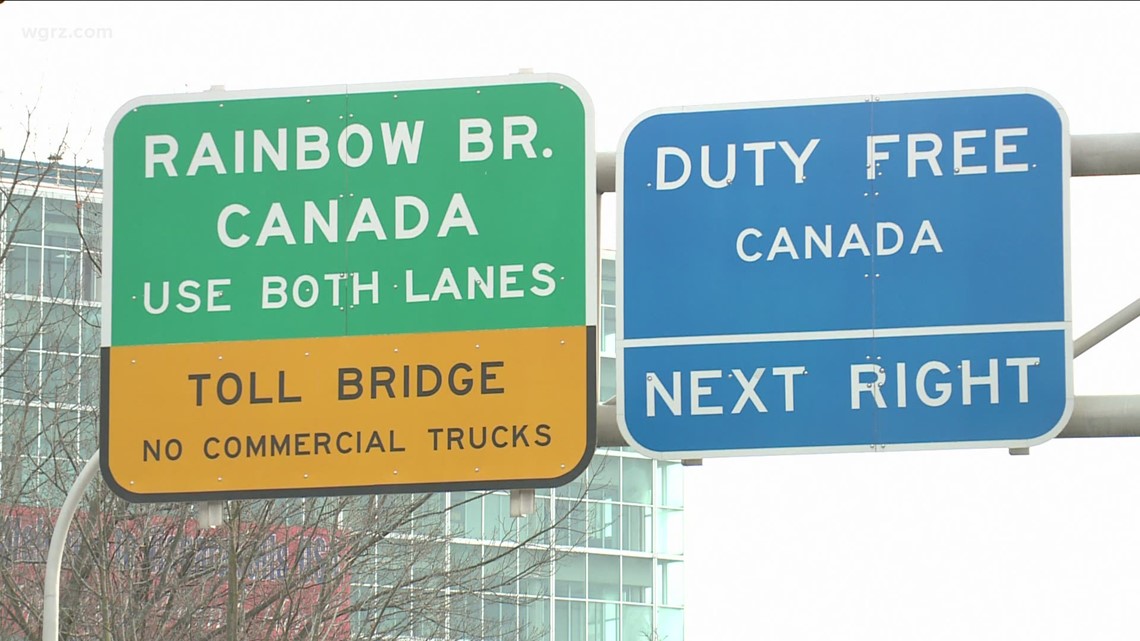 wgrz.com
RAINBOW BR.
CANADA
USE BOTH LANES
TOLL BRIDGE
NO COMMERCIAL TRUCKS
DUTY FREE
CANADA
NEXT RIGHT